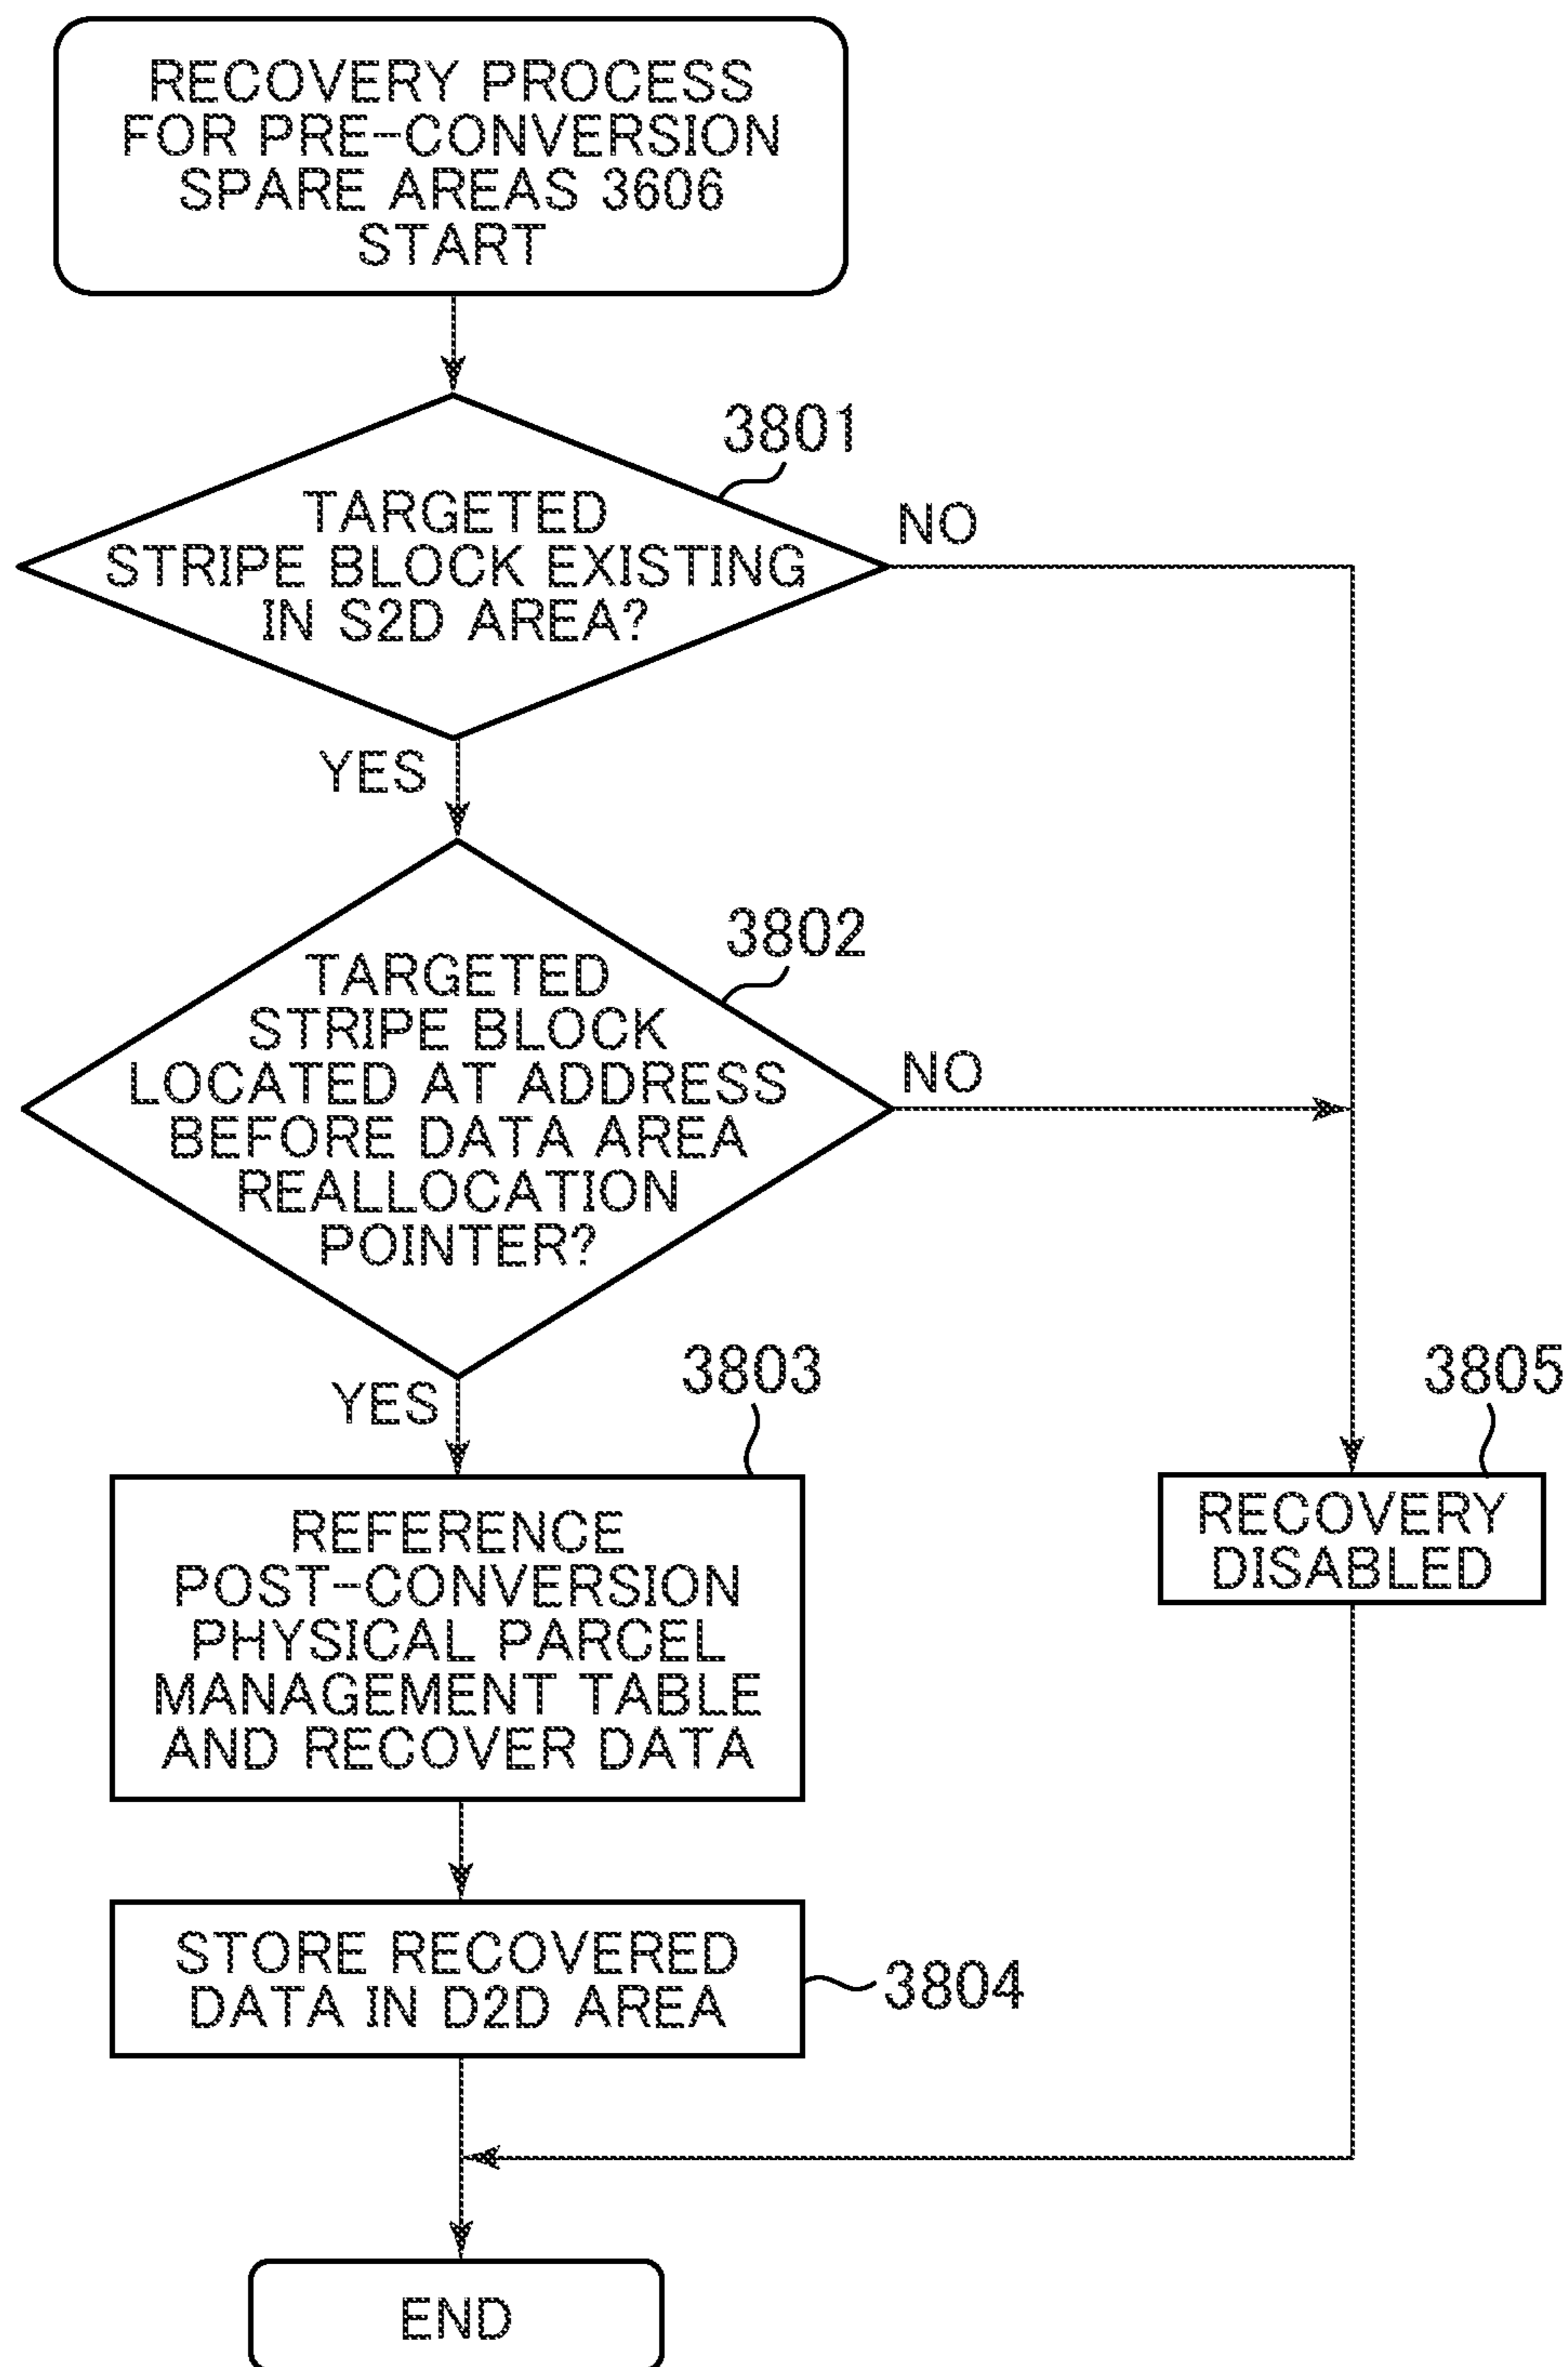 RECOVERY PROCESS
FOR PRE-CONVERSION
SPARE AREAS 3606
START
3801
TARGETED
STRIPE BLOCK EXISTING
IN S2D AREA?
NO
YES
3802
TARGETED
STRIPE BLOCK
LOCATED AT ADDRESS
BEFORE DATA AREA
REALLOCATION
POINTER?
NO
YES
3803
REFERENCE
POST-CONVERSION
PHYSICAL PARCEL
MANAGEMENT TABLE
AND RECOVER DATA
3805
RECOVERY
DISABLED
STORE RECOVERED
DATA IN D2D AREA
3804
END